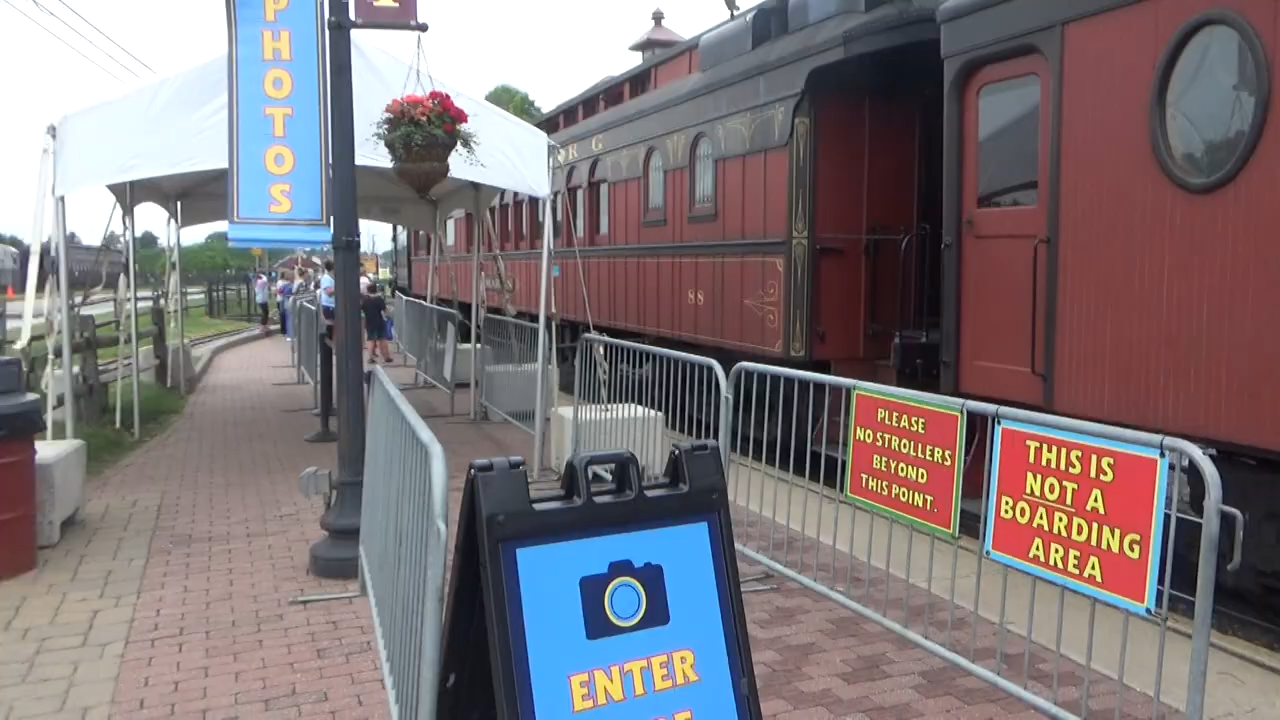 PHOTOS
R G
88
PLEASE
NO STROLLERS
BEYOND
THIS POINT.
THIS IS
NOT A
BOARDING
AREA
ENTER